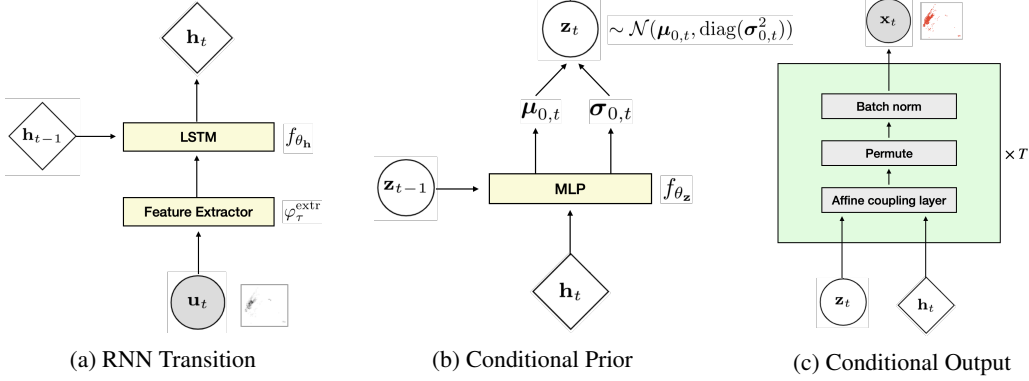 h_t
h_{t−1}
LSTM
f_{θ_h}
Feature Extractor
φ_τ^{extr}
u_t
(a) RNN Transition
z_t
∼ N(μ_{0,t}, diag(σ²_{0,t}))
μ_{0,t}
σ_{0,t}
z_{t−1}
MLP
f_{θ_z}
h_t
(b) Conditional Prior
x_t
Batch norm
Permute
× T
Affine coupling layer
z_t
h_t
(c) Conditional Output